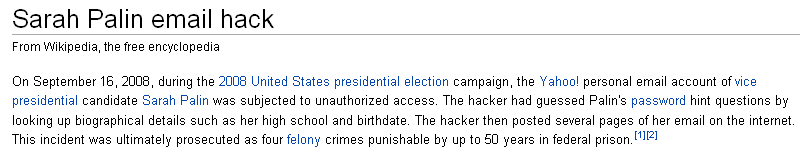 Sarah Palin email hack
From Wikipedia, the free encyclopedia
On September 16, 2008, during the 2008 United States presidential election campaign, the Yahoo! personal email account of vice
presidential candidate Sarah Palin was subjected to unauthorized access. The hacker had guessed Palin's password hint questions by
looking up biographical details such as her high school and birthdate. The hacker then posted several pages of her email on the internet.
This incident was ultimately prosecuted as four felony crimes punishable by up to 50 years in federal prison.[1][2]